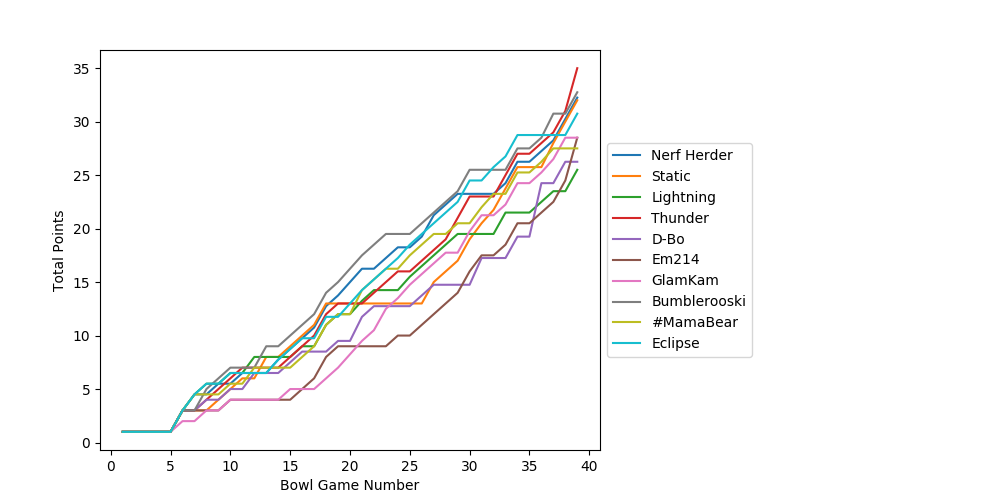 35
30
25
20
15
10
5
0
Total Points
0 5 10 15 20 25 30 35 40
Bowl Game Number
Nerf Herder
Static
Lightning
Thunder
D-Bo
Em214
GlamKam
Bumblerooski
#MamaBear
Eclipse